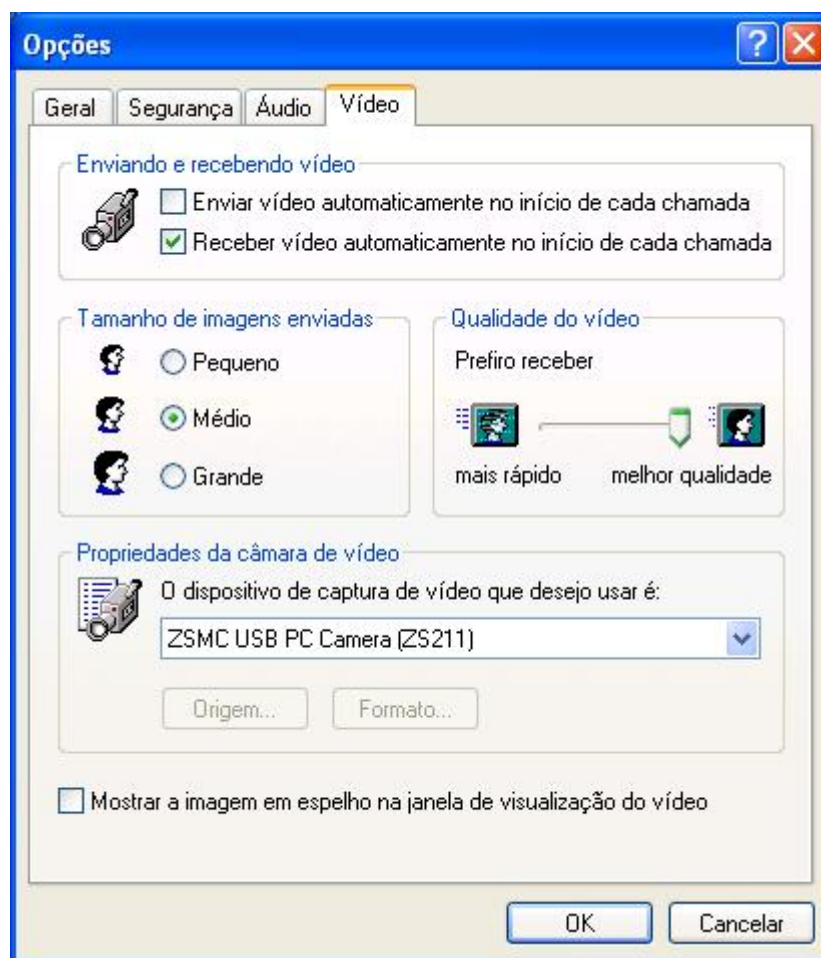 Opções
Geral Segurança Áudio Vídeo
Enviando e recebendo vídeo
Enviar vídeo automaticamente no início de cada chamada
Receber vídeo automaticamente no início de cada chamada
Tamanho de imagens enviadas
Pequeno
Médio
Grande
Qualidade do vídeo
Prefiro receber
mais rápido melhor qualidade
Propriedades da câmara de vídeo
O dispositivo de captura de vídeo que desejo usar é:
ZSMC USB PC Camera (ZS211)
Origem... Formato...
Mostrar a imagem em espelho na janela de visualização do vídeo
OK Cancelar